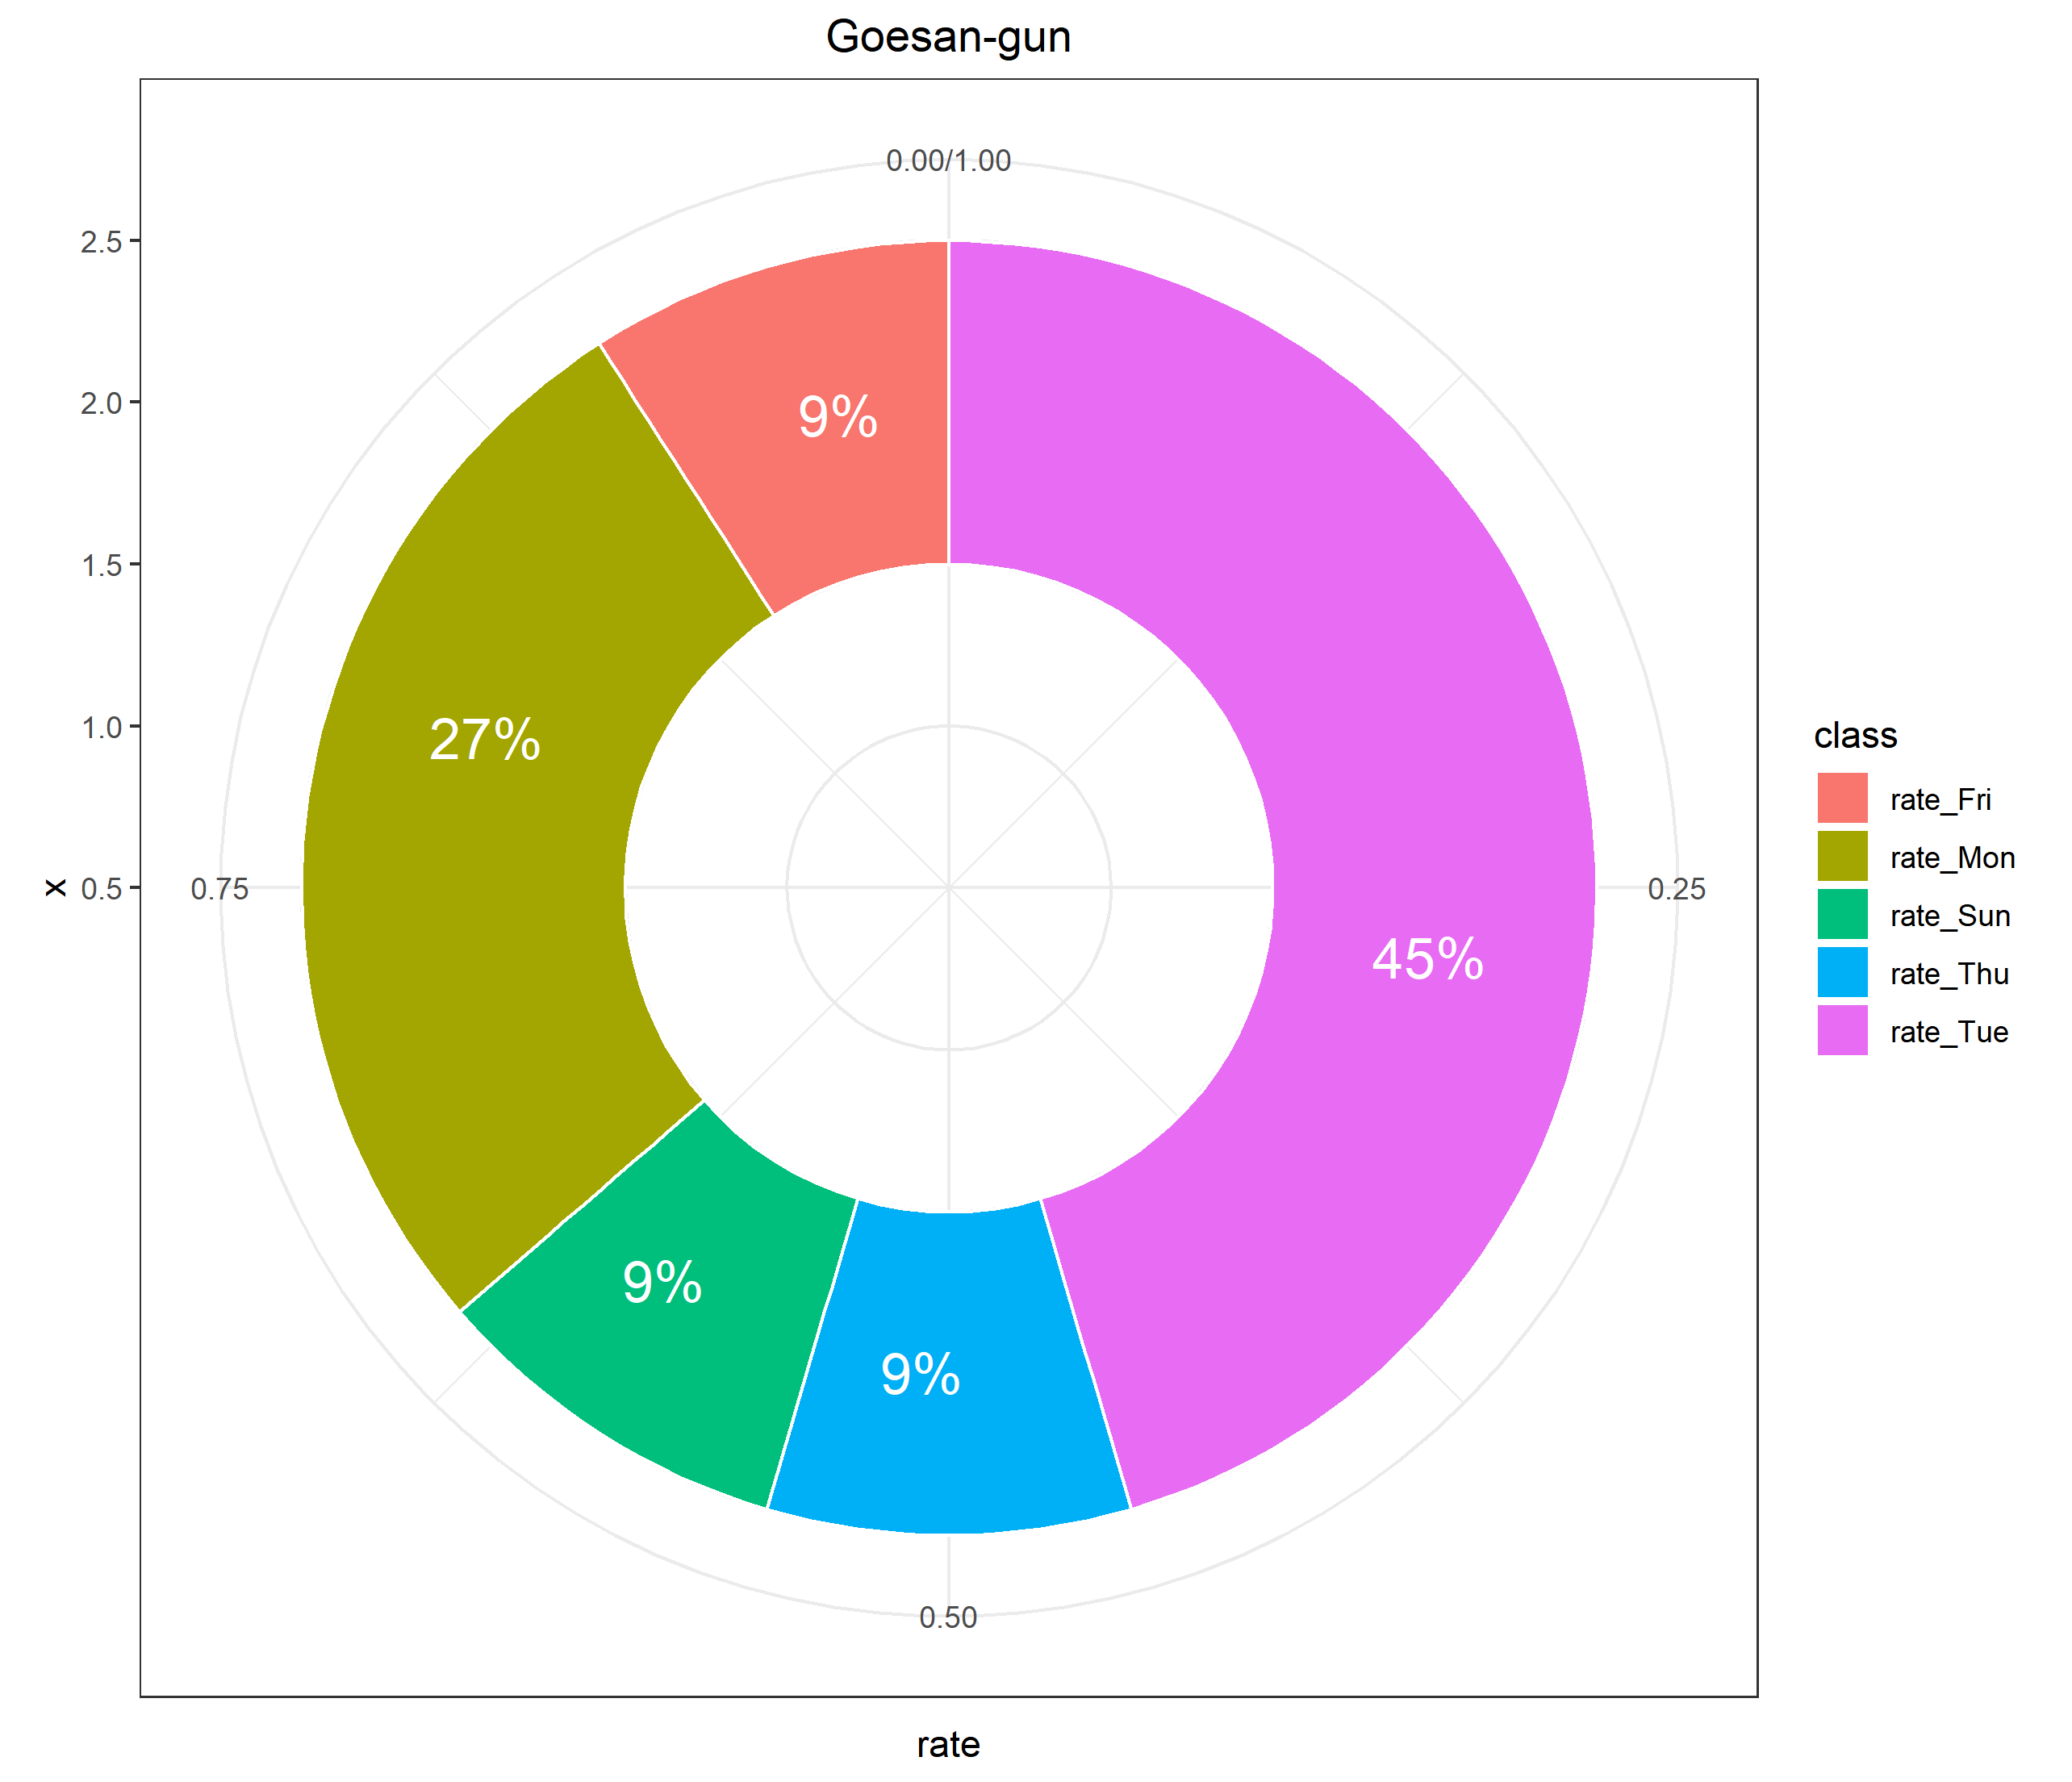 Goesan-gun
0.00/1.00
2.5
2.0
1.5
1.0
0.5
x
0.75
0.25
0.50
9%
27%
45%
9%
9%
rate
class
rate_Fri
rate_Mon
rate_Sun
rate_Thu
rate_Tue